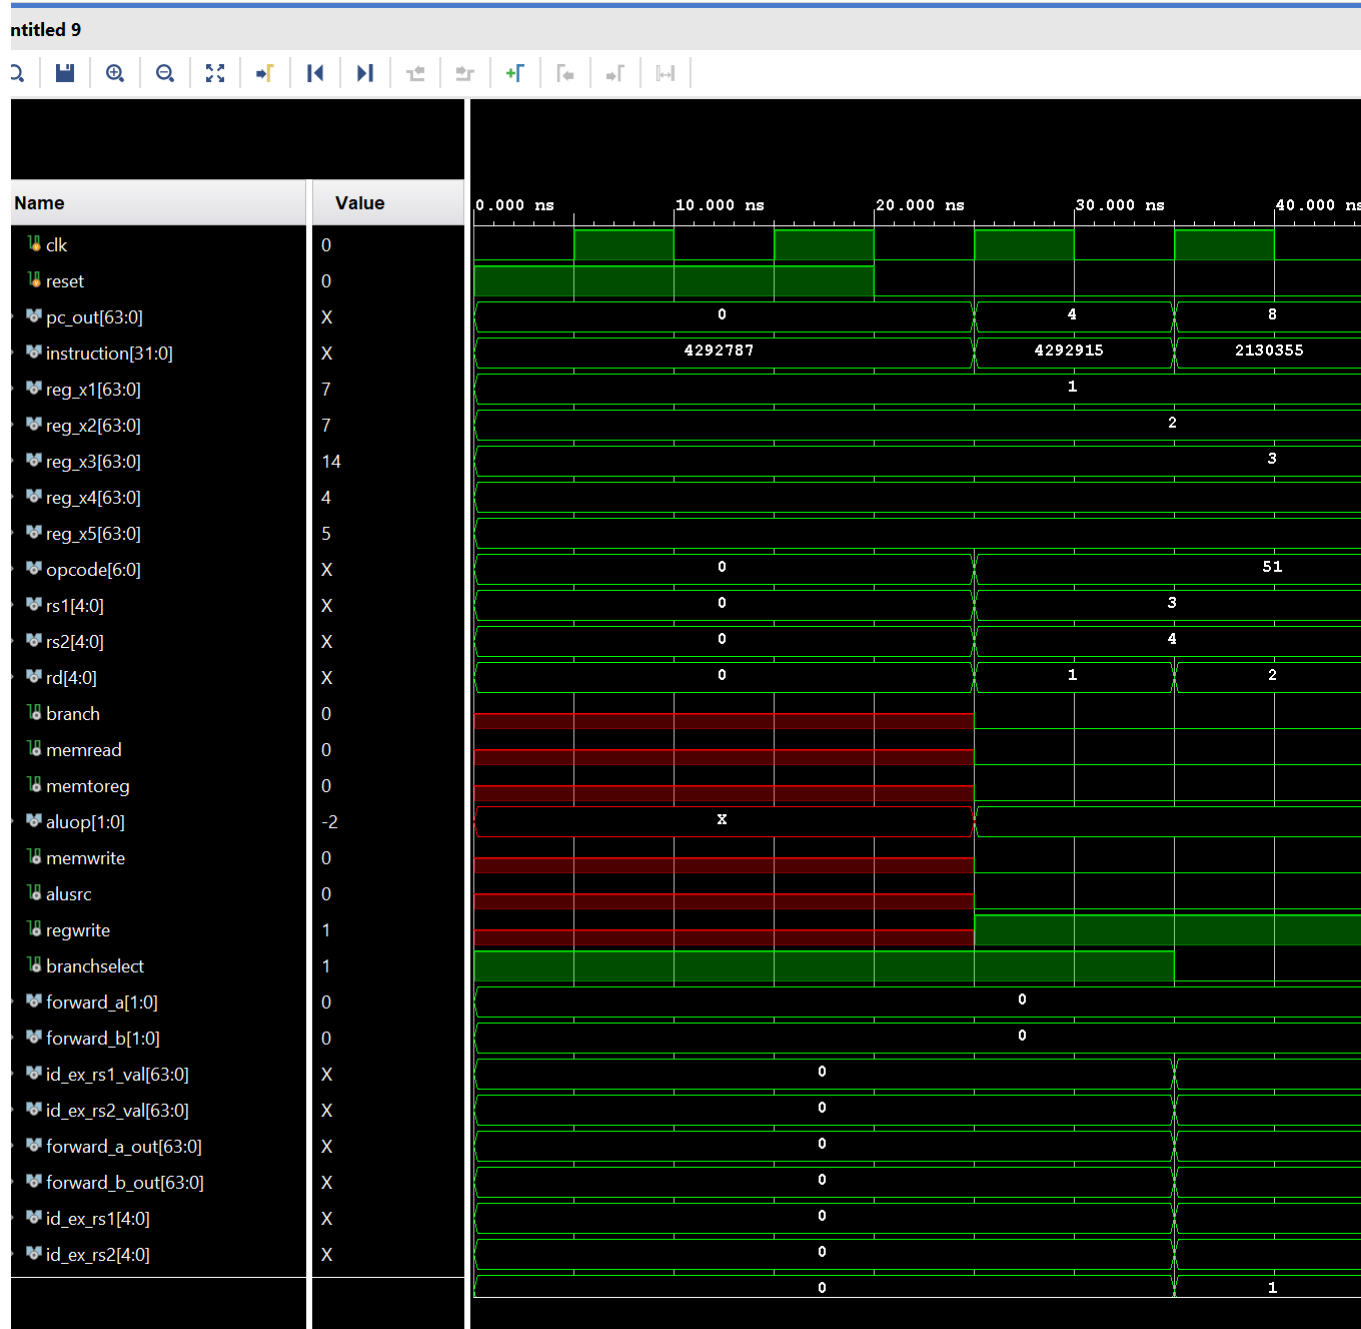 ntitled 9
Name Value 0.000 ns 10.000 ns 20.000 ns 30.000 ns 40.000 ns
clk 0
reset 0
pc_out[63:0] X 0 4 8
instruction[31:0] X 4292787 4292915 2130355
reg_x1[63:0] 7 1
reg_x2[63:0] 7 2
reg_x3[63:0] 14 3
reg_x4[63:0] 4
reg_x5[63:0] 5
opcode[6:0] X 0 51
rs1[4:0] X 0 3
rs2[4:0] X 0 4
rd[4:0] X 0 1 2
branch 0
memread 0
memtoreg 0
aluop[1:0] -2 X
memwrite 0
alusrc 0
regwrite 1
branchselect 1
forward_a[1:0] 0 0
forward_b[1:0] 0 0
id_ex_rs1_val[63:0] X 0
id_ex_rs2_val[63:0] X 0
forward_a_out[63:0] X 0
forward_b_out[63:0] X 0
id_ex_rs1[4:0] X 0
id_ex_rs2[4:0] X 0
0 1